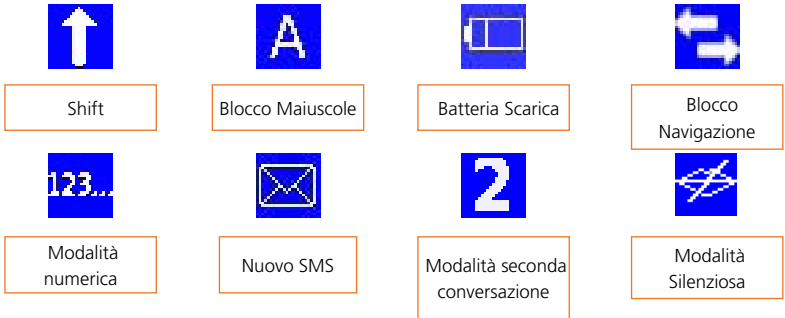 A
Shift
Blocco Maiuscole
Batteria Scarica
Blocco
Navigazione
123...
2
Modalità
numerica
Nuovo SMS
Modalità seconda
conversazione
Modalità
Silenziosa